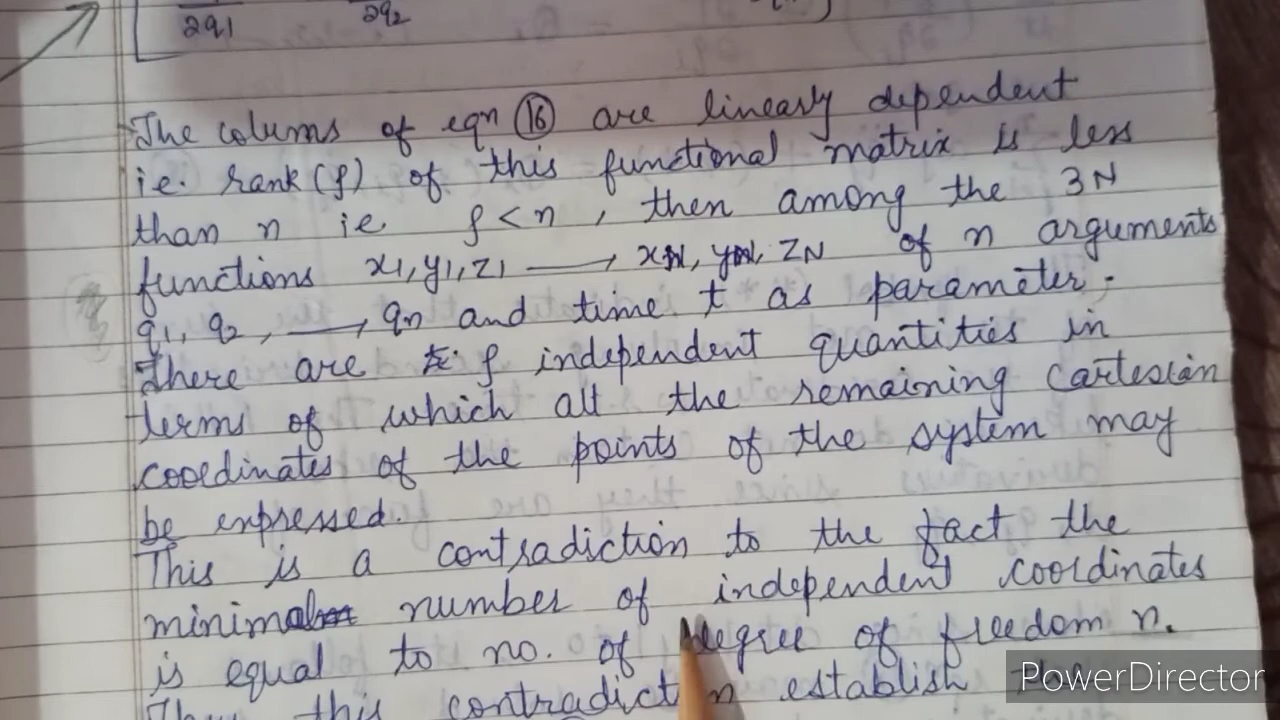 ∂q1 ∂q2
The colums of eqn ⑯ are linearly dependent
i.e. rank (ρ) of this functional matrix is less
than n ie ρ < n , then among the 3N
functions x1, y1, z1 ⟶ xN, yN, zN of n arguments
q1, q2, ⟶ qn and time t as parameter.
There are ρ independent quantities in
terms of which all the remaining Cartesian
coordinates of the points of the system may
be expressed.
This is a contradiction to the fact the
minimal number of independent coordinates
is equal to no. of degree of freedom n.
this contradiction establish
PowerDirector